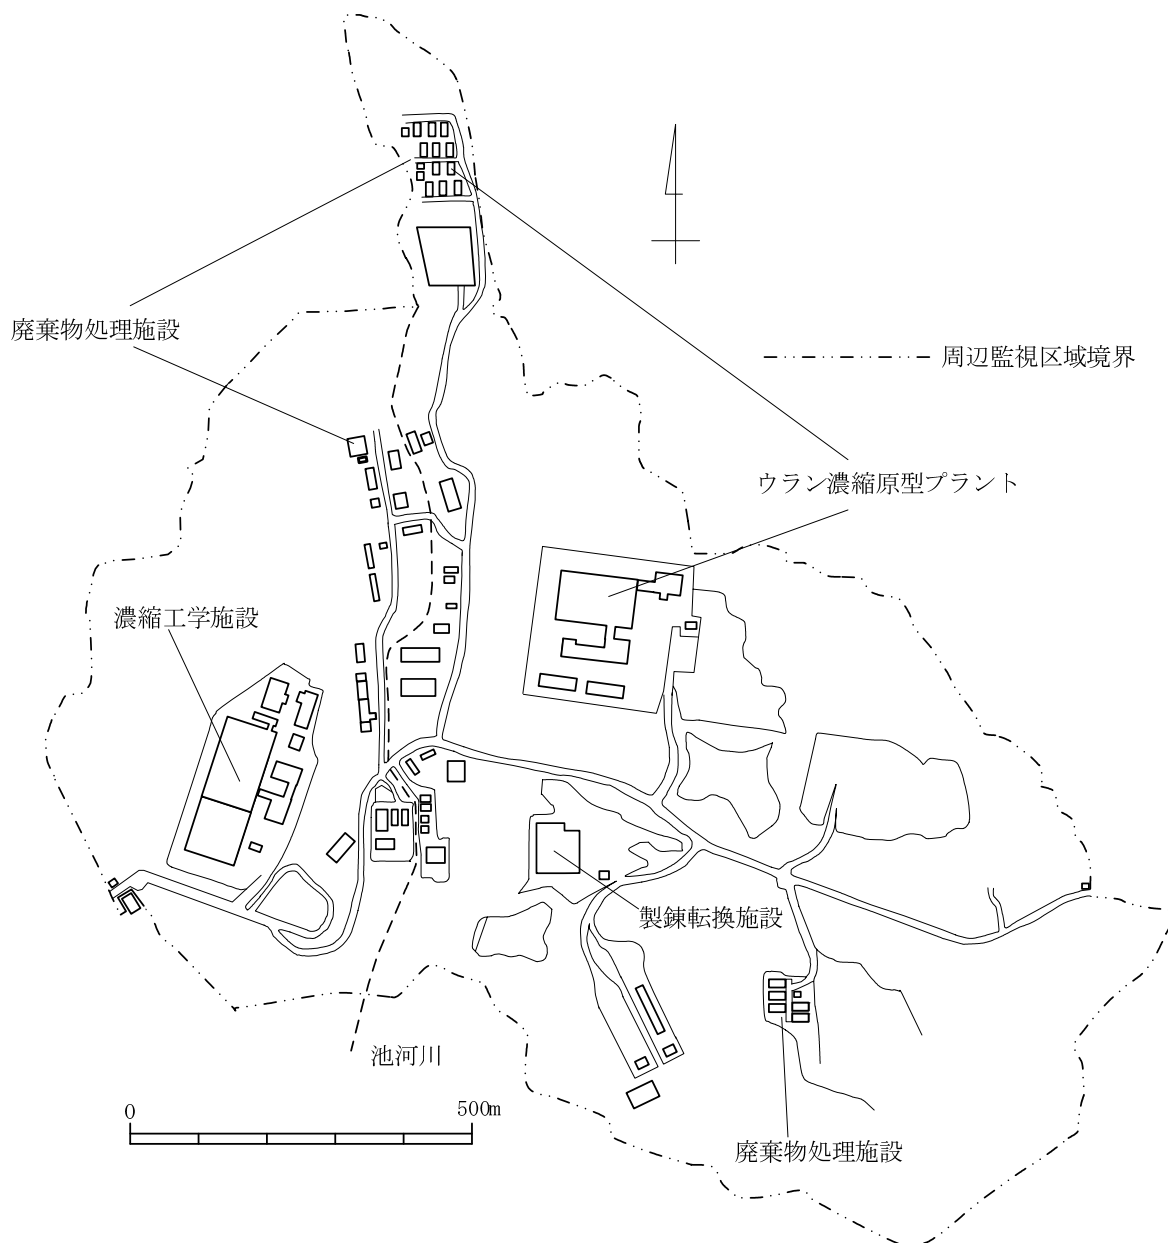 廃棄物処理施設
周辺監視区域境界
ウラン濃縮原型プラント
濃縮工学施設
製錬転換施設
池河川
0
500m
廃棄物処理施設